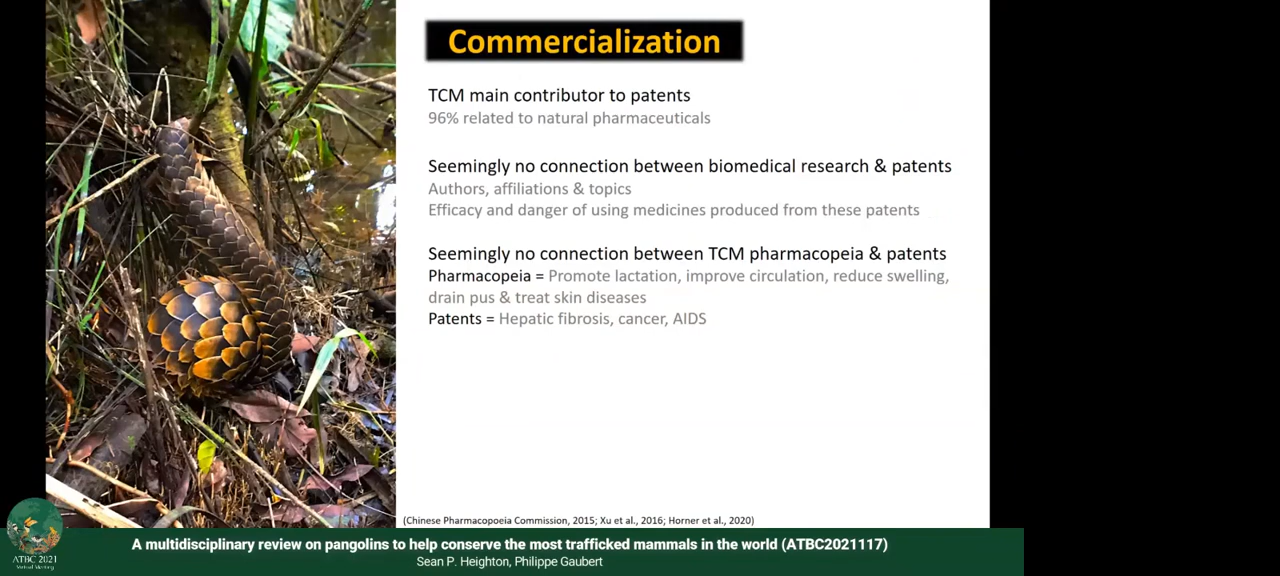 Commercialization
TCM main contributor to patents
96% related to natural pharmaceuticals
Seemingly no connection between biomedical research & patents
Authors, affiliations & topics
Efficacy and danger of using medicines produced from these patents
Seemingly no connection between TCM pharmacopeia & patents
Pharmacopeia = Promote lactation, improve circulation, reduce swelling,
drain pus & treat skin diseases
Patents = Hepatic fibrosis, cancer, AIDS
(Chinese Pharmacopoeia Commission, 2015; Xu et al., 2016; Horner et al., 2020)
A multidisciplinary review on pangolins to help conserve the most trafficked mammals in the world (ATBC2021117)
Sean P. Heighton, Philippe Gaubert
ATBC 2021
Virtual Meeting